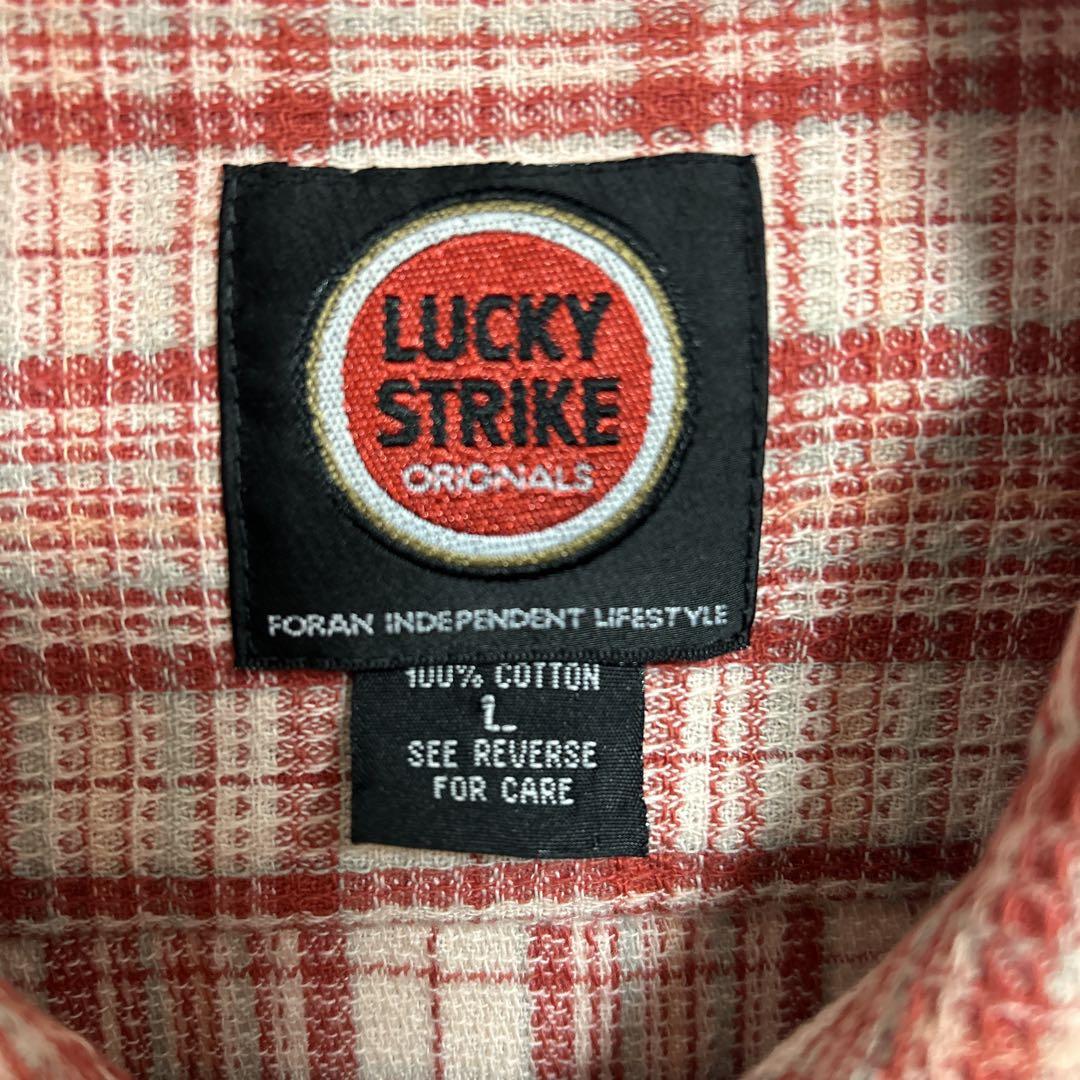 LUCKY
STRIKE
ORIGINALS
FORAN INDEPENDENT LIFESTYLE
100% COTTON
L
SEE REVERSE
FOR CARE